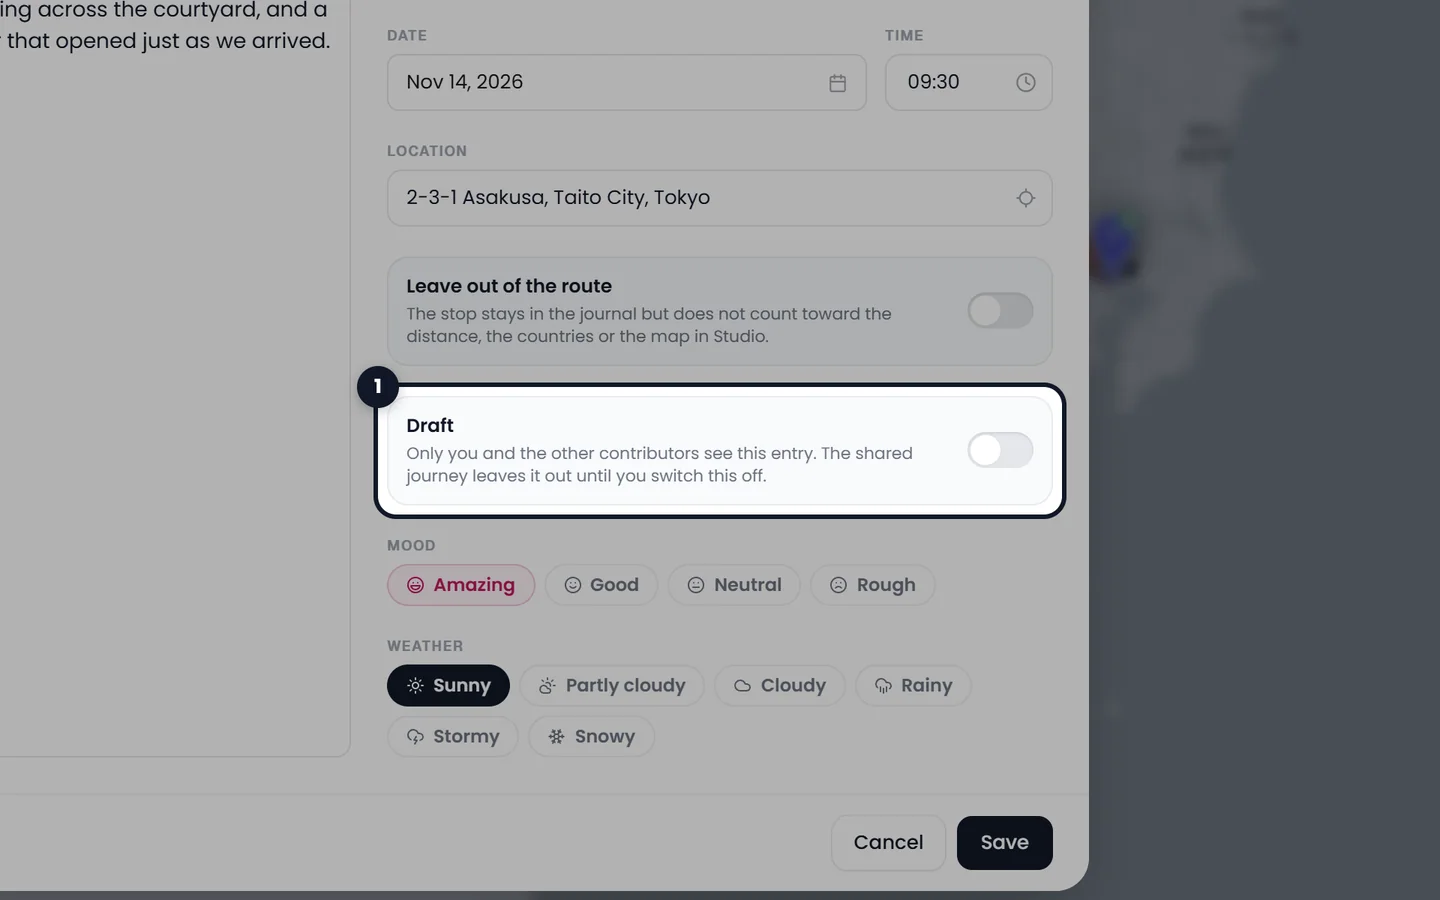 ing across the courtyard, and a
that opened just as we arrived.
DATE
TIME
Nov 14, 2026
09:30
LOCATION
2-3-1 Asakusa, Taito City, Tokyo
Leave out of the route
The stop stays in the journal but does not count toward the
distance, the countries or the map in Studio.
1
Draft
Only you and the other contributors see this entry. The shared
journey leaves it out until you switch this off.
MOOD
Amazing
Good
Neutral
Rough
WEATHER
Sunny
Partly cloudy
Cloudy
Rainy
Stormy
Snowy
Cancel
Save